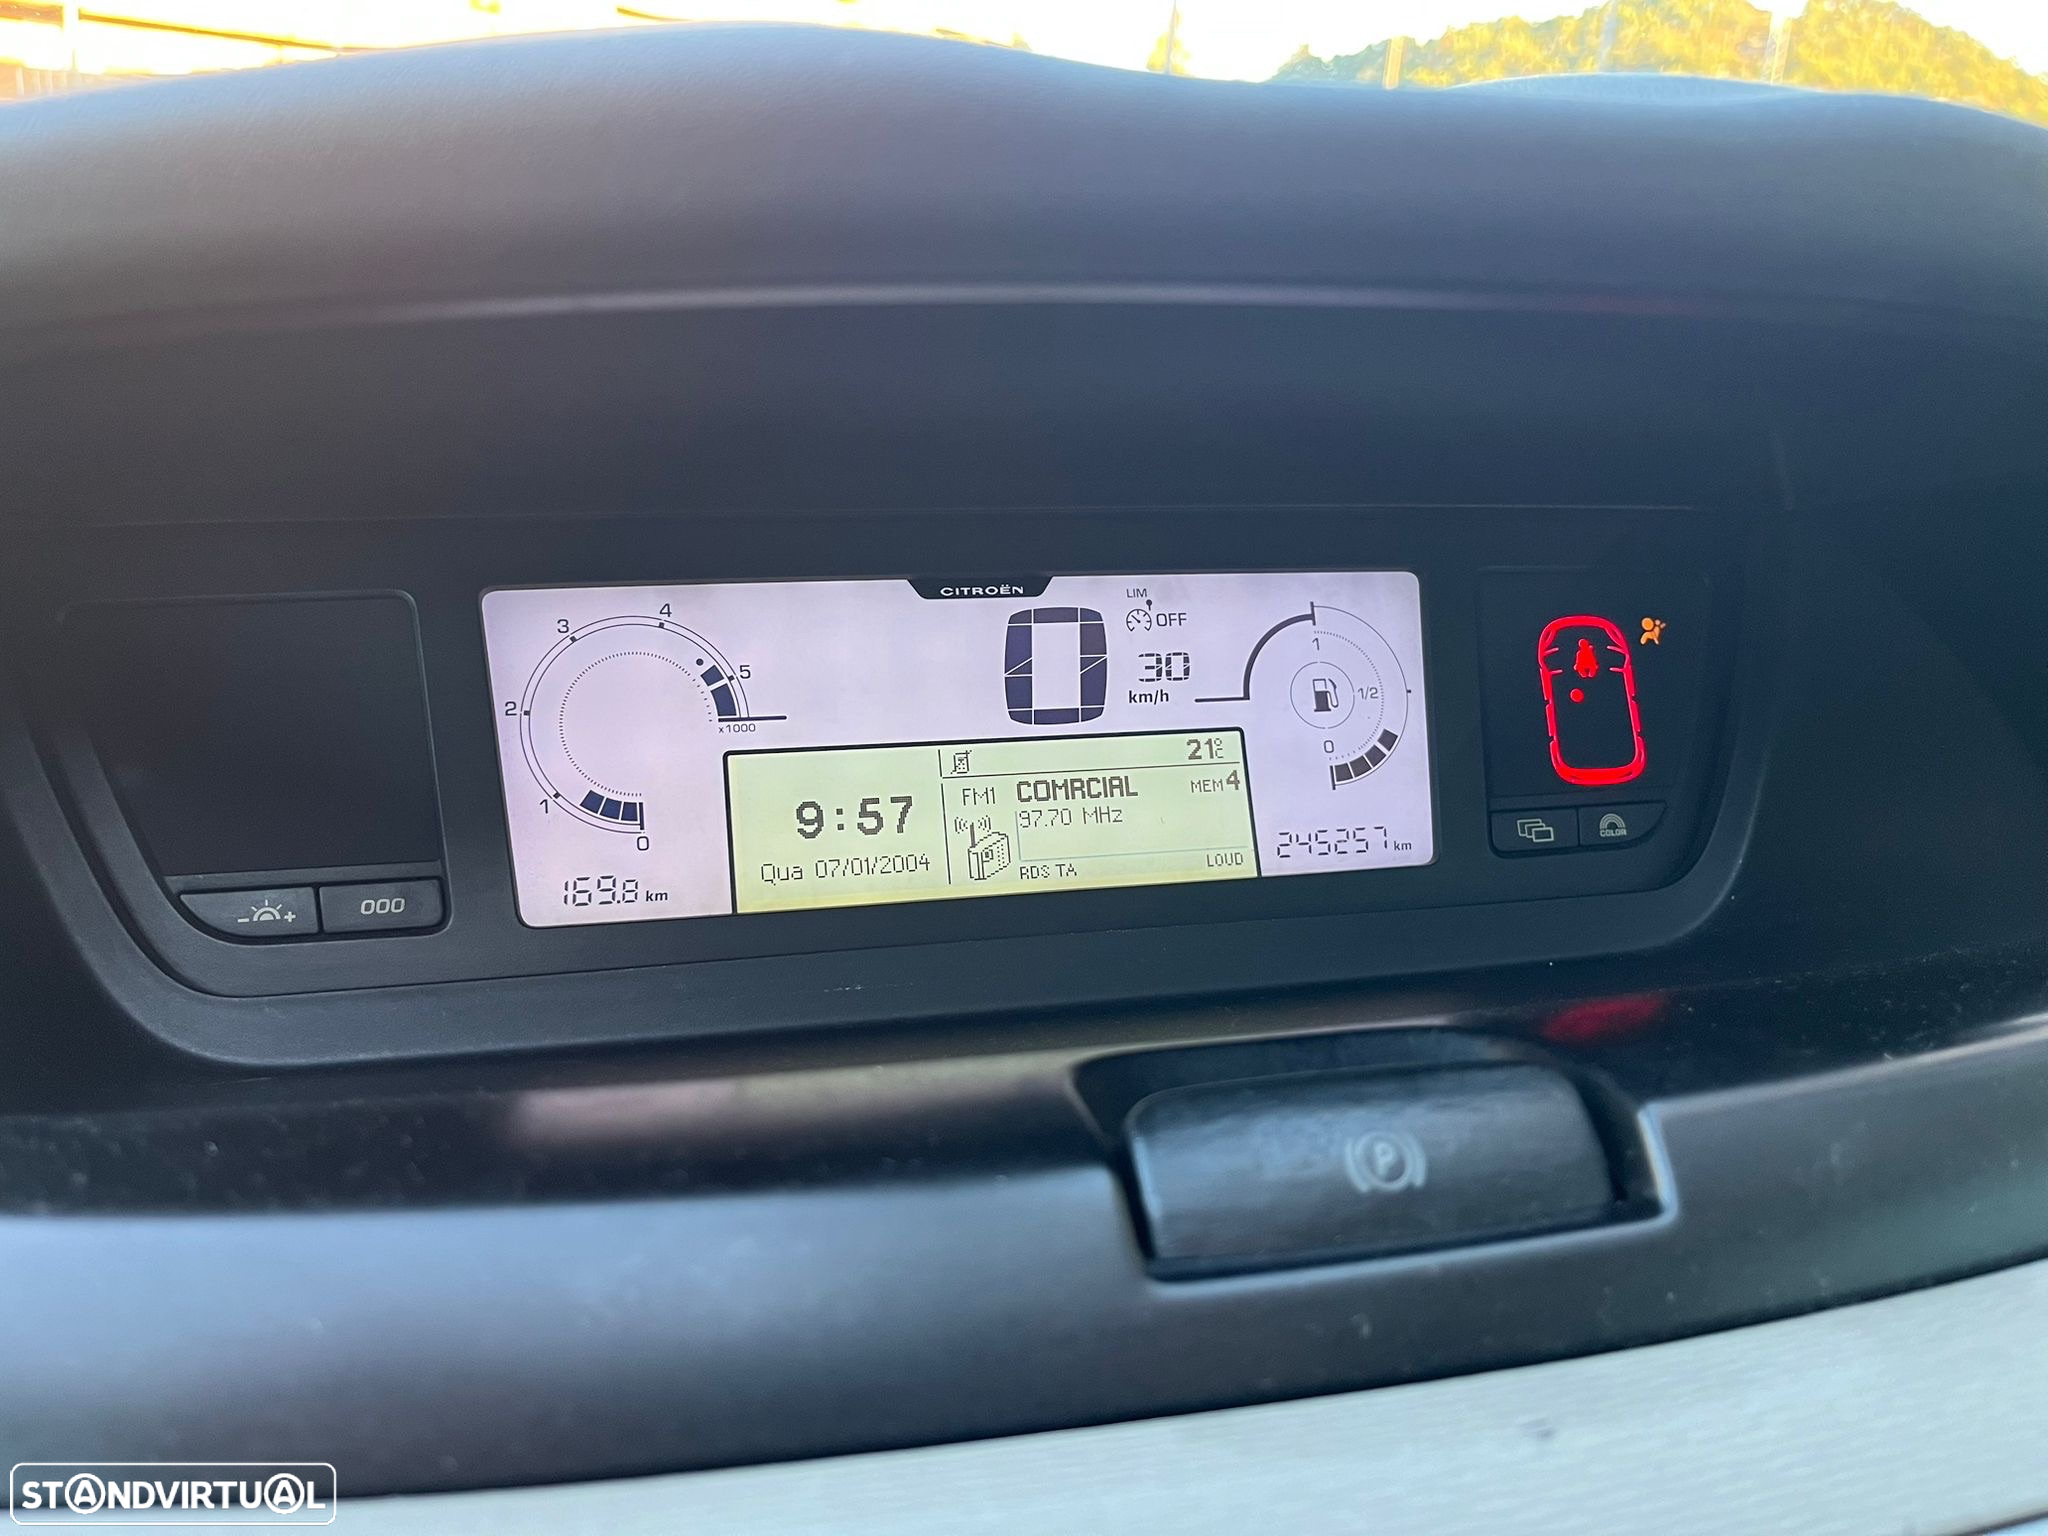 CITROËN
4
3
5
2
x1000
1
0
169.8 km
0
LIM
OFF
30
km/h
1
1/2
0
21°C
9:57
FM1 COMRCIAL MEM 4
97.70 MHz
Qua 07/01/2004
RDS TA
LOUD
245257 km
000
COLOR
P
STANDVIRTUAL